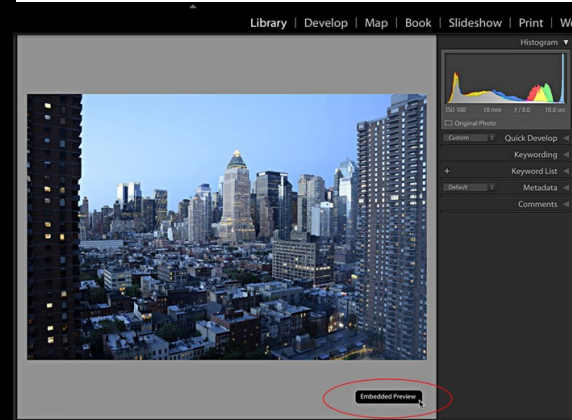 Library | Develop | Map | Book | Slideshow | Print | We
Histogram
ISO 100 18 mm f / 8.0 10.0 sec
Original Photo
Custom Quick Develop
Keywording
+ Keyword List
Default Metadata
Comments
Embedded Preview